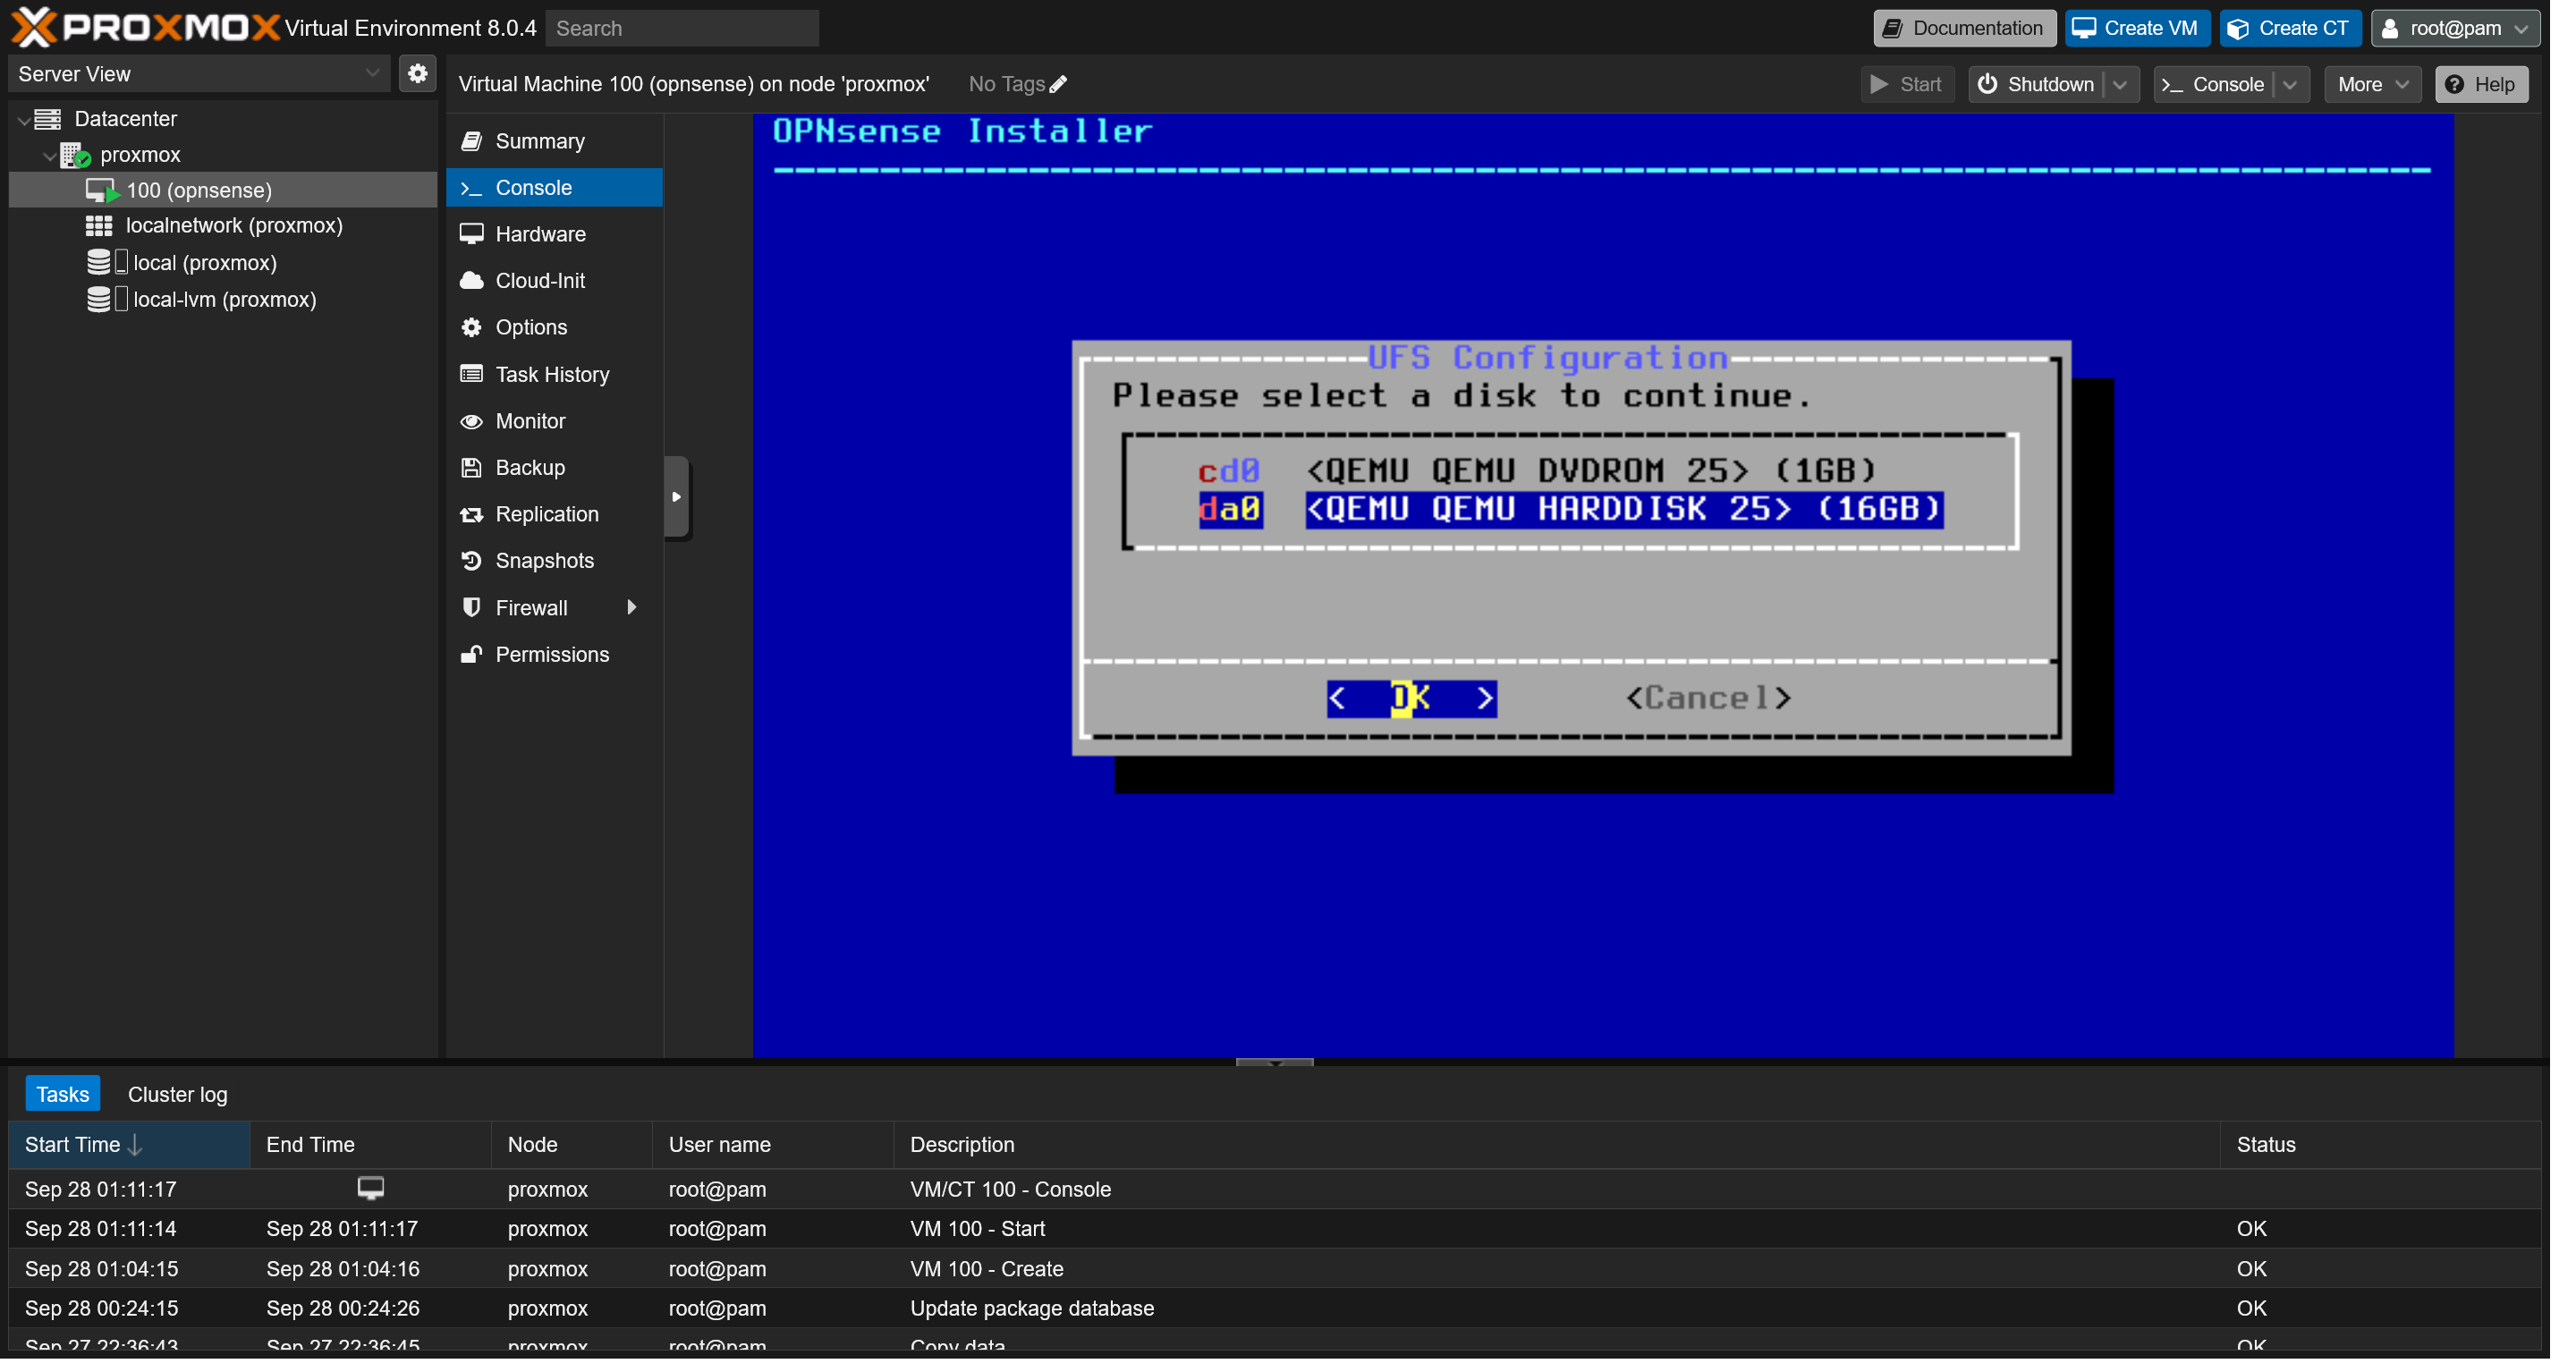 PROXMOX Virtual Environment 8.0.4 Search
Documentation Create VM Create CT root@pam
Server View
Virtual Machine 100 (opnsense) on node 'proxmox' No Tags
Start Shutdown Console More Help
Datacenter
proxmox
100 (opnsense)
localnetwork (proxmox)
local (proxmox)
local-lvm (proxmox)
Summary
Console
Hardware
Cloud-Init
Options
Task History
Monitor
Backup
Replication
Snapshots
Firewall
Permissions
OPNsense Installer
UFS Configuration
Please select a disk to continue.
cd0 <QEMU QEMU DVDROM 25> (1GB)
da0 <QEMU QEMU HARDDISK 25> (16GB)
< OK > <Cancel>
Tasks Cluster log
Start Time End Time Node User name Description Status
Sep 28 01:11:17 proxmox root@pam VM/CT 100 - Console
Sep 28 01:11:14 Sep 28 01:11:17 proxmox root@pam VM 100 - Start OK
Sep 28 01:04:15 Sep 28 01:04:16 proxmox root@pam VM 100 - Create OK
Sep 28 00:24:15 Sep 28 00:24:26 proxmox root@pam Update package database OK
Sep 27 22:36:43 Sep 27 22:36:45 proxmox root@pam Copy data OK